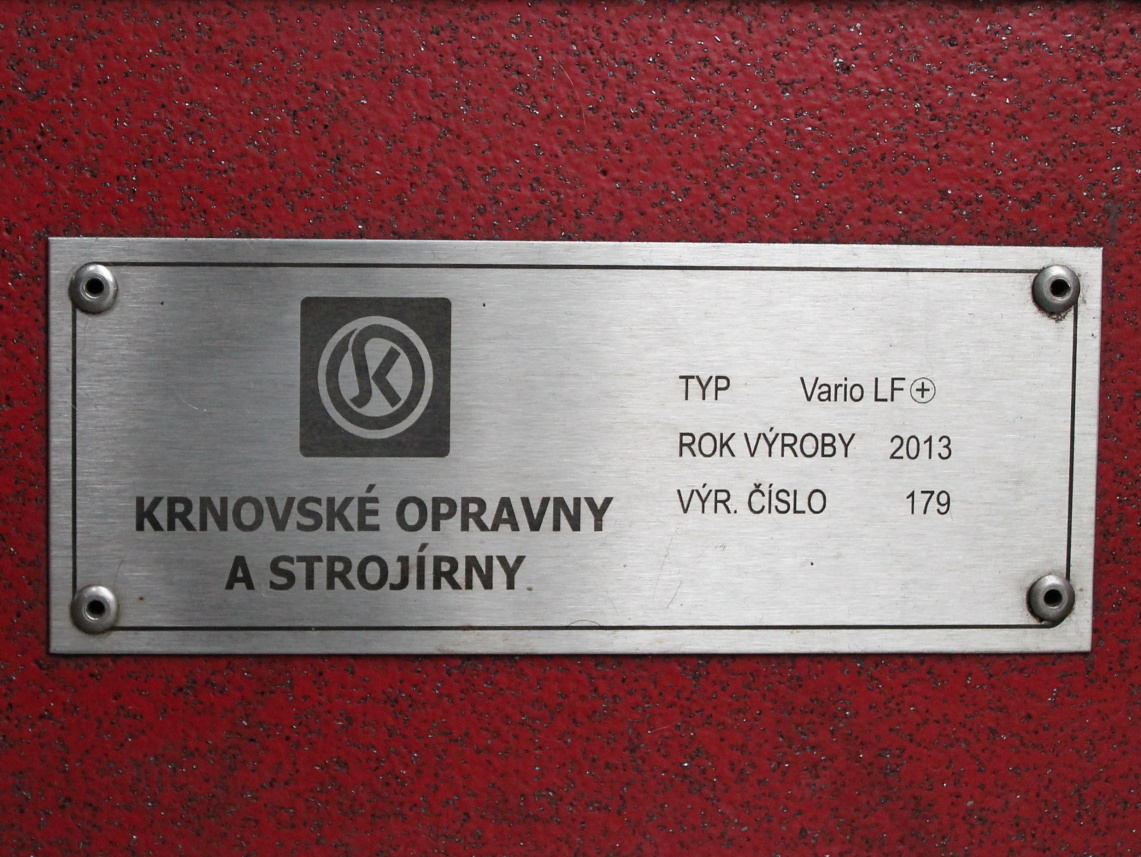 KRNOVSKÉ OPRAVNY
A STROJÍRNY
TYP Vario LF⊕
ROK VÝROBY 2013
VÝR. ČÍSLO 179